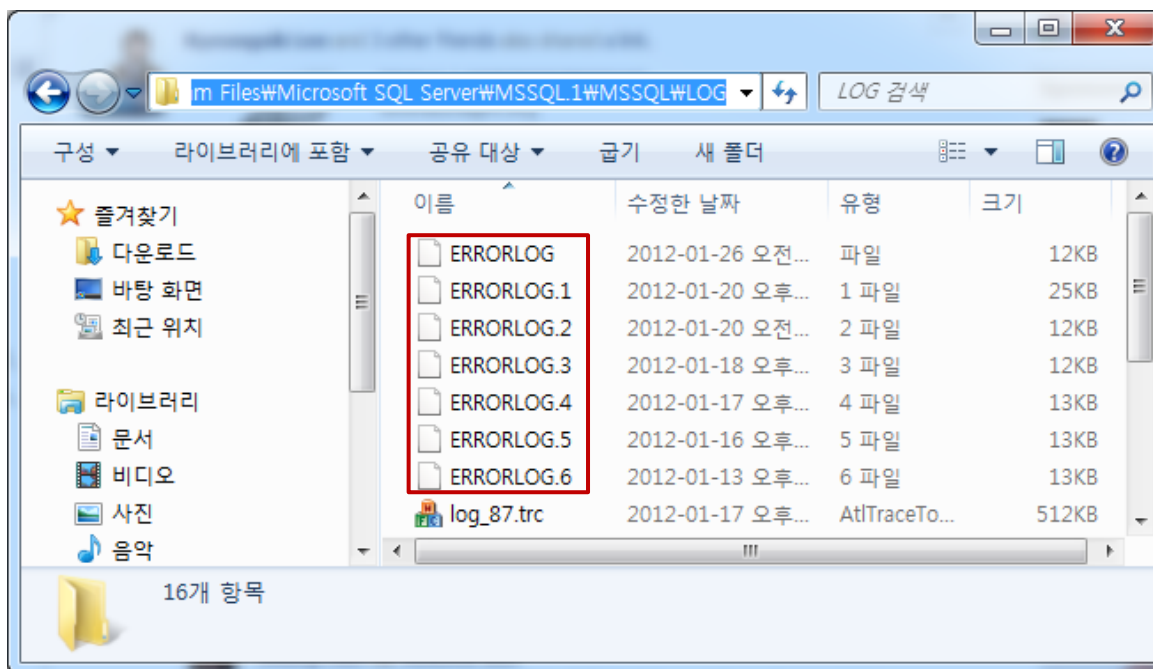 m Files₩Microsoft SQL Server₩MSSQL.1₩MSSQL₩LOG LOG 검색
구성 라이브러리에 포함 공유 대상 굽기 새 폴더
즐겨찾기
다운로드
바탕 화면
최근 위치
라이브러리
문서
비디오
사진
음악
이름 수정한 날짜 유형 크기
ERRORLOG 2012-01-26 오전... 파일 12KB
ERRORLOG.1 2012-01-20 오후... 1 파일 25KB
ERRORLOG.2 2012-01-20 오전... 2 파일 12KB
ERRORLOG.3 2012-01-18 오후... 3 파일 12KB
ERRORLOG.4 2012-01-17 오후... 4 파일 13KB
ERRORLOG.5 2012-01-16 오후... 5 파일 13KB
ERRORLOG.6 2012-01-13 오후... 6 파일 13KB
log_87.trc 2012-01-17 오후... AtlTraceTo... 512KB
16개 항목